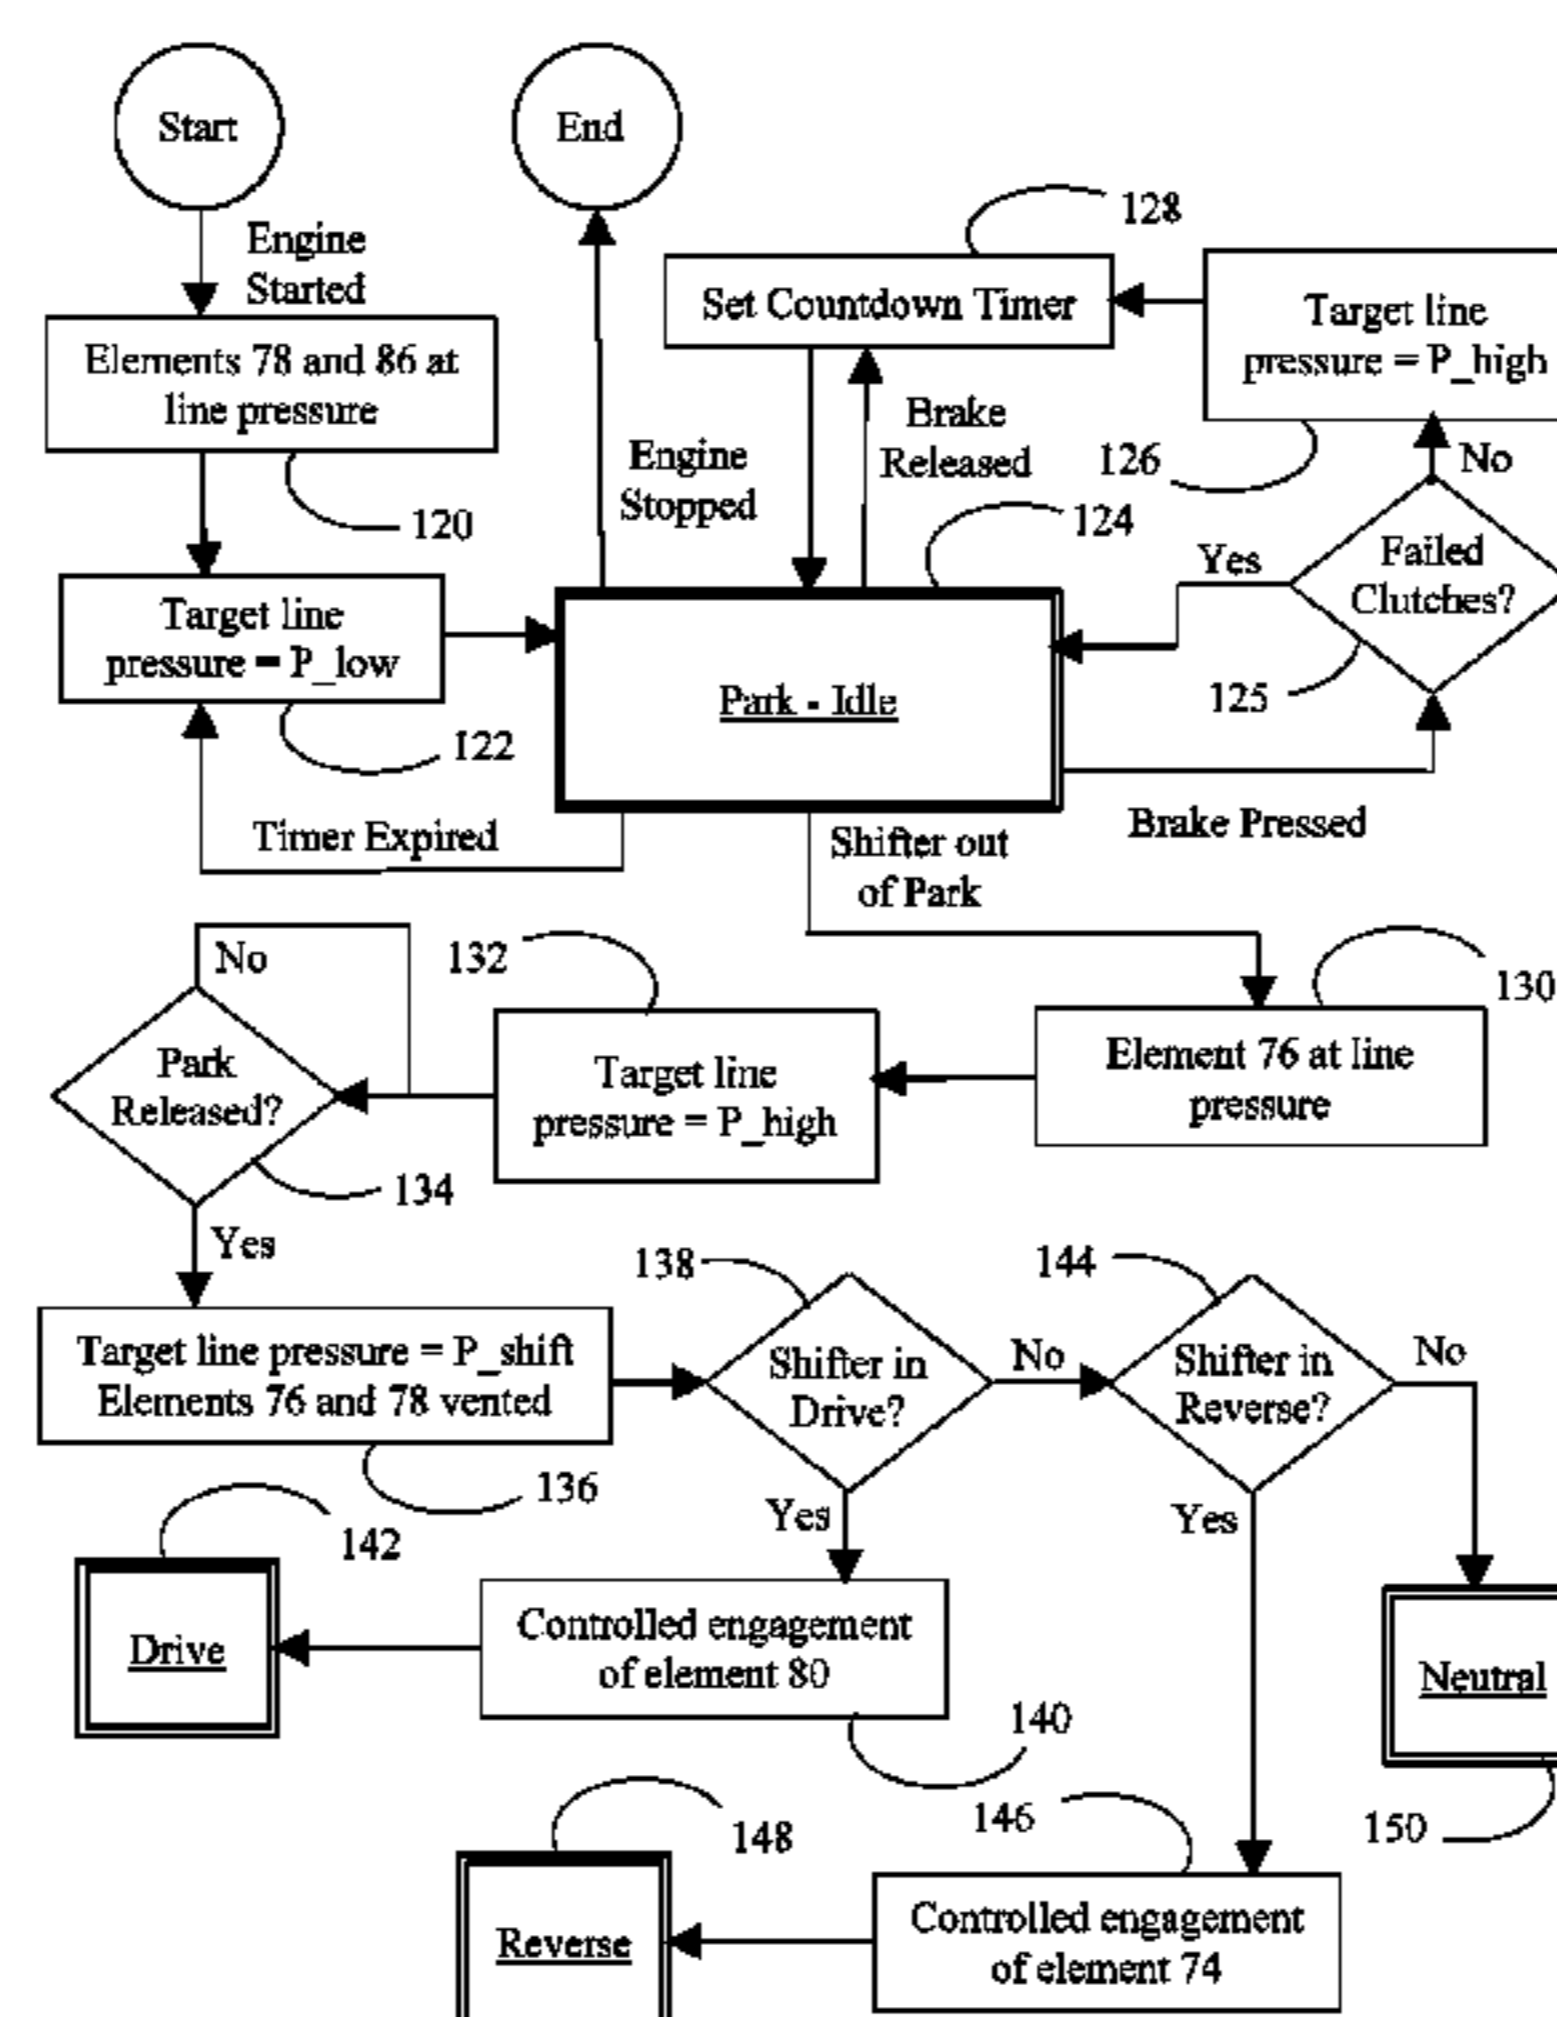 Start
End
Engine
Started
128
Set Countdown Timer
Target line
pressure = P_high
Elements 78 and 86 at
line pressure
Engine
Stopped
Brake
Released
126
No
120
124
Yes
Failed
Clutches?
Target line
pressure = P_low
Park - Idle
125
122
Timer Expired
Shifter out
of Park
Brake Pressed
No
132
130
Park
Released?
Target line
pressure = P_high
Element 76 at line
pressure
134
Yes
138
144
Target line pressure = P_shift
Elements 76 and 78 vented
Shifter in
Drive?
No
Shifter in
Reverse?
No
136
Yes
Yes
142
Drive
Controlled engagement
of element 80
Neutral
140
148
146
150
Reverse
Controlled engagement
of element 74